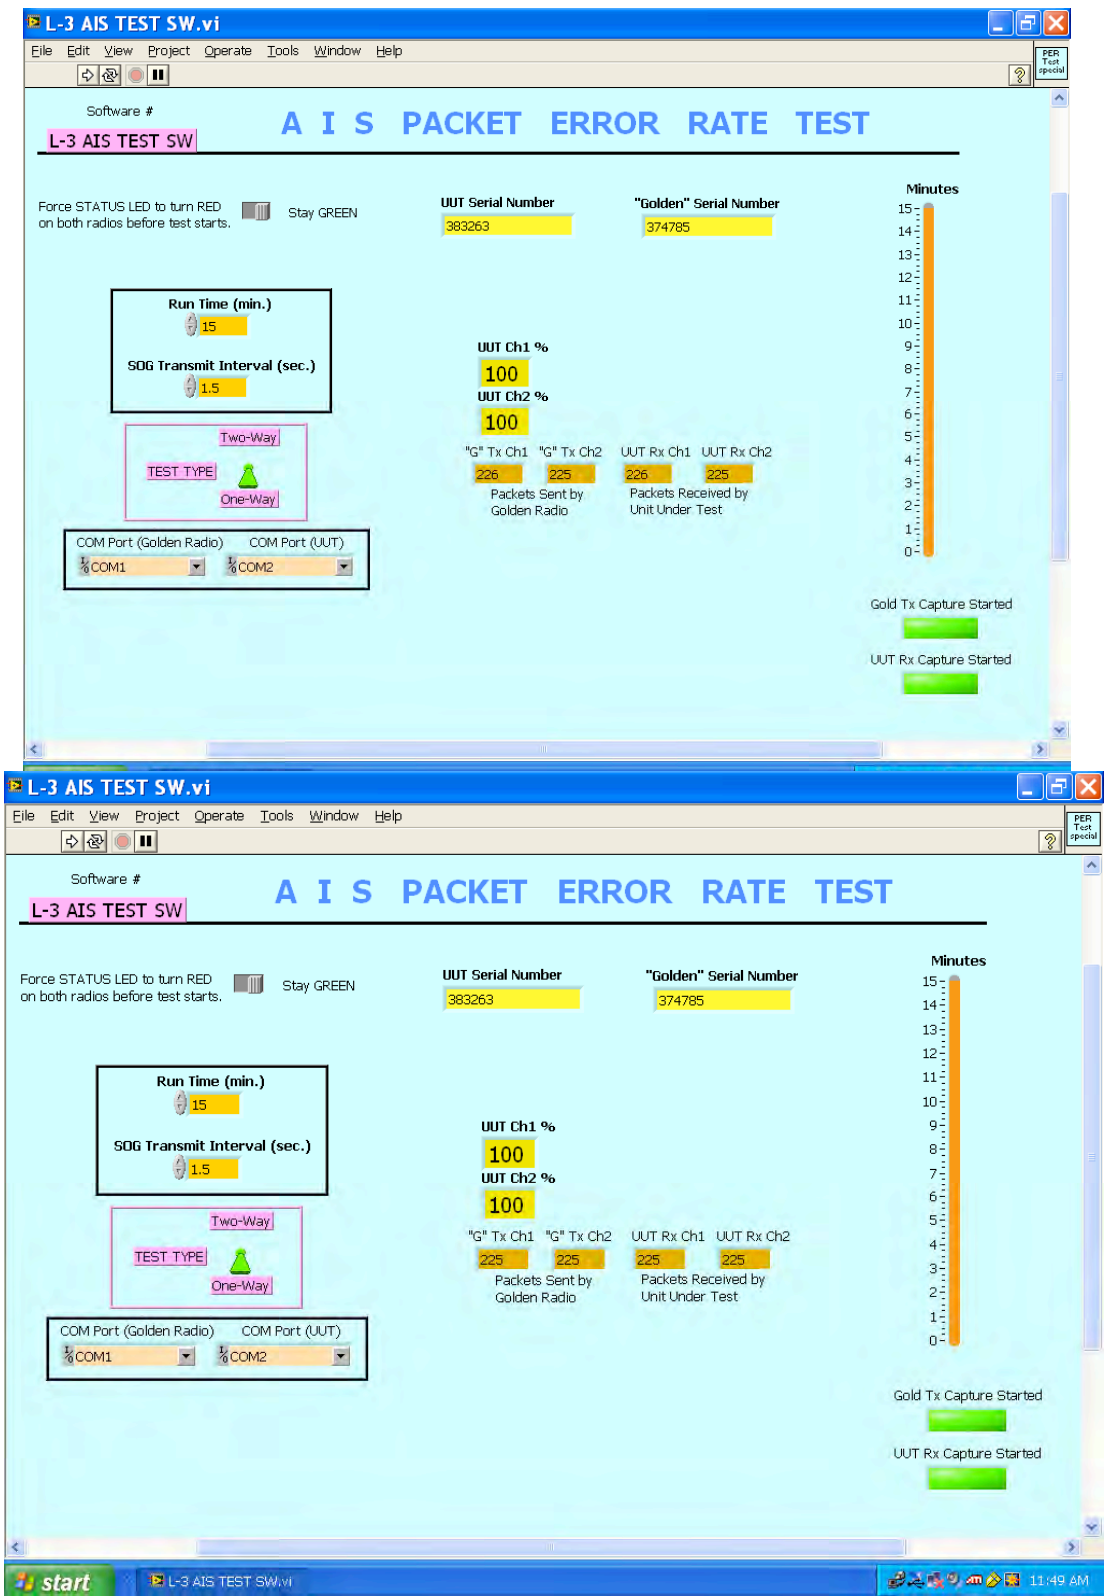 L-3 AIS TEST SW.vi
File Edit View Project Operate Tools Window Help
PER
Test
special
Software #
L-3 AIS TEST SW
A I S PACKET ERROR RATE TEST
Force STATUS LED to turn RED
on both radios before test starts.
Stay GREEN
UUT Serial Number
383263
"Golden" Serial Number
374785
Minutes
15
14
13
12
11
10
9
8
7
6
5
4
3
2
1
0
Run Time (min.)
15
SOG Transmit Interval (sec.)
1.5
UUT Ch1 %
100
UUT Ch2 %
100
Two-Way
TEST TYPE
One-Way
"G" Tx Ch1 "G" Tx Ch2 UUT Rx Ch1 UUT Rx Ch2
226 225 226 225
Packets Sent by
Golden Radio
Packets Received by
Unit Under Test
COM Port (Golden Radio) COM Port (UUT)
COM1 COM2
Gold Tx Capture Started
UUT Rx Capture Started
L-3 AIS TEST SW.vi
File Edit View Project Operate Tools Window Help
PER
Test
special
Software #
L-3 AIS TEST SW
A I S PACKET ERROR RATE TEST
Force STATUS LED to turn RED
on both radios before test starts.
Stay GREEN
UUT Serial Number
383263
"Golden" Serial Number
374785
Minutes
15
14
13
12
11
10
9
8
7
6
5
4
3
2
1
0
Run Time (min.)
15
SOG Transmit Interval (sec.)
1.5
UUT Ch1 %
100
UUT Ch2 %
100
Two-Way
TEST TYPE
One-Way
"G" Tx Ch1 "G" Tx Ch2 UUT Rx Ch1 UUT Rx Ch2
225 225 225 225
Packets Sent by
Golden Radio
Packets Received by
Unit Under Test
COM Port (Golden Radio) COM Port (UUT)
COM1 COM2
Gold Tx Capture Started
UUT Rx Capture Started
start
L-3 AIS TEST SW.vi
11:49 AM